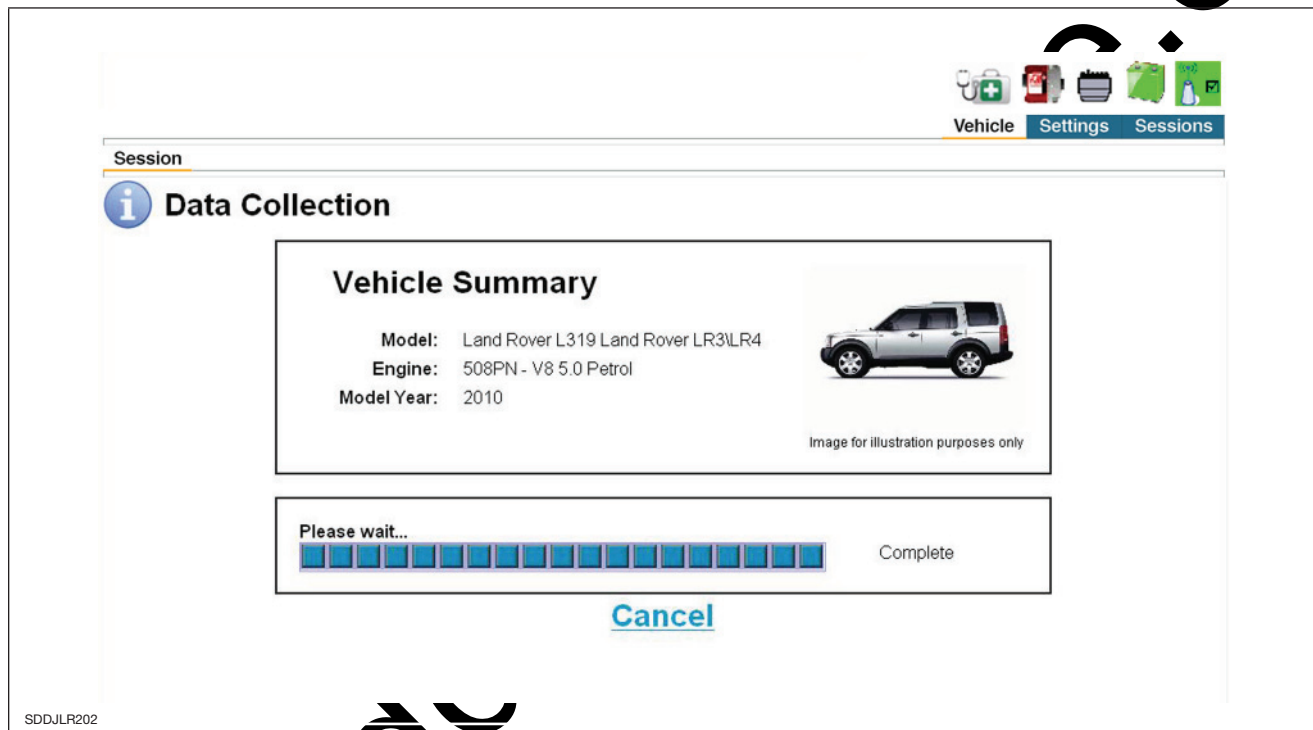 Vehicle Settings Sessions
Session
Data Collection
Vehicle Summary
Model: Land Rover L319 Land Rover LR3\LR4
Engine: 508PN - V8 5.0 Petrol
Model Year: 2010
Image for illustration purposes only
Please wait...
Complete
Cancel
SDDJLR202